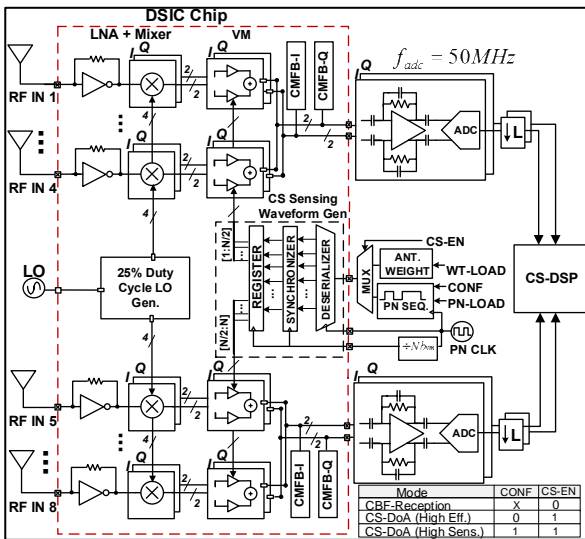 DSIC Chip
LNA + Mixer
VM
I Q
I Q
CMFB-I
CMFB-Q
I Q
f_adc = 50MHz
RF IN 1
2
2
4
2
2
ADC
L
I Q
I Q
RF IN 4
4
CS Sensing
Waveform Gen
[1:N/2]
[N/2:N]
REGISTER
SYNCHRONIZER
DESERIALIZER
MUX
CS-EN
ANT.
WEIGHT
WT-LOAD
CONF
PN SEQ.
PN-LOAD
CS-DSP
LO
25% Duty
Cycle LO
Gen.
PN CLK
I Q
I Q
I Q
RF IN 5
4
2
2
2
2
CMFB-I
CMFB-Q
ADC
L
I Q
I Q
RF IN 8
4
Mode CONF CS-EN
CBF-Reception X 0
CS-DoA (High Eff.) 0 1
CS-DoA (High Sens.) 1 1